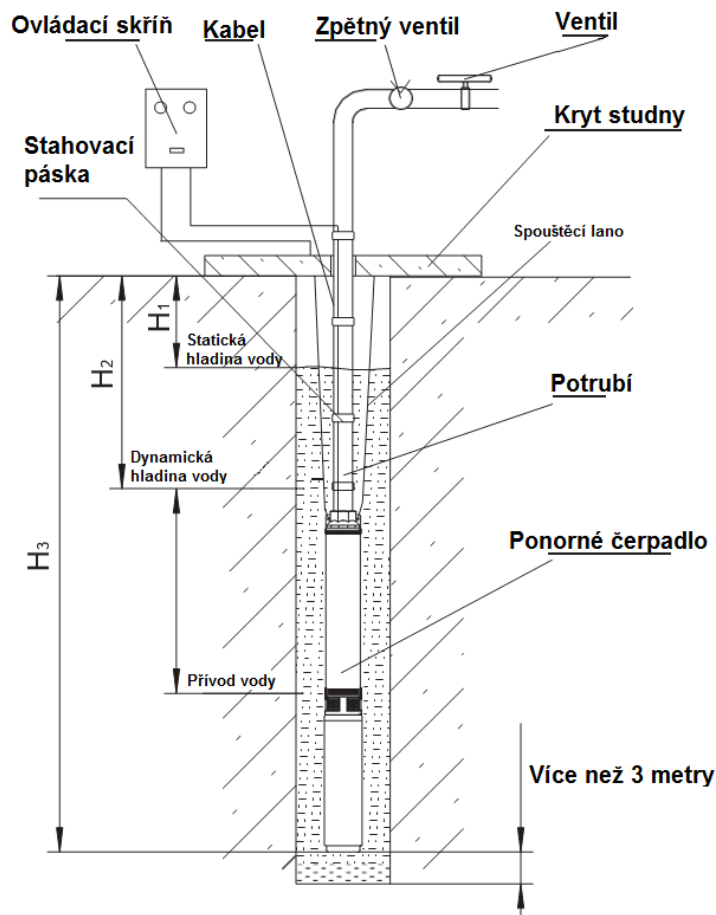 Ovládací skříň
Kabel
Zpětný ventil
Ventil
Kryt studny
Stahovací
páska
Spouštěcí lano
H1
Statická
hladina vody
H2
Potrubí
Dynamická
hladina vody
Ponorné čerpadlo
H3
Přívod vody
Více než 3 metry